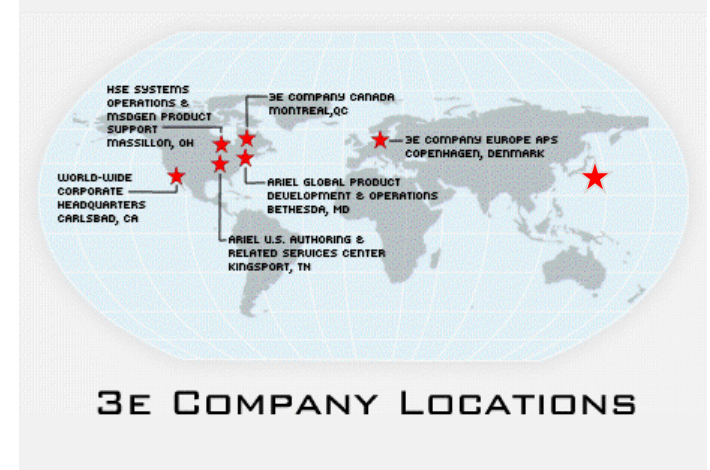 HSE SYSTEMS
OPERATIONS &
MSDGEN PRODUCT
SUPPORT
MASSILLON, OH
3E COMPANY CANADA
MONTREAL,QC
3E COMPANY EUROPE APS
COPENHAGEN, DENMARK
WORLD-WIDE
CORPORATE
HEADQUARTERS
CARLSBAD, CA
ARIEL GLOBAL PRODUCT
DEVELOPMENT & OPERATIONS
BETHESDA, MD
ARIEL U.S. AUTHORING &
RELATED SERVICES CENTER
KINGSPORT, TN
3E COMPANY LOCATIONS